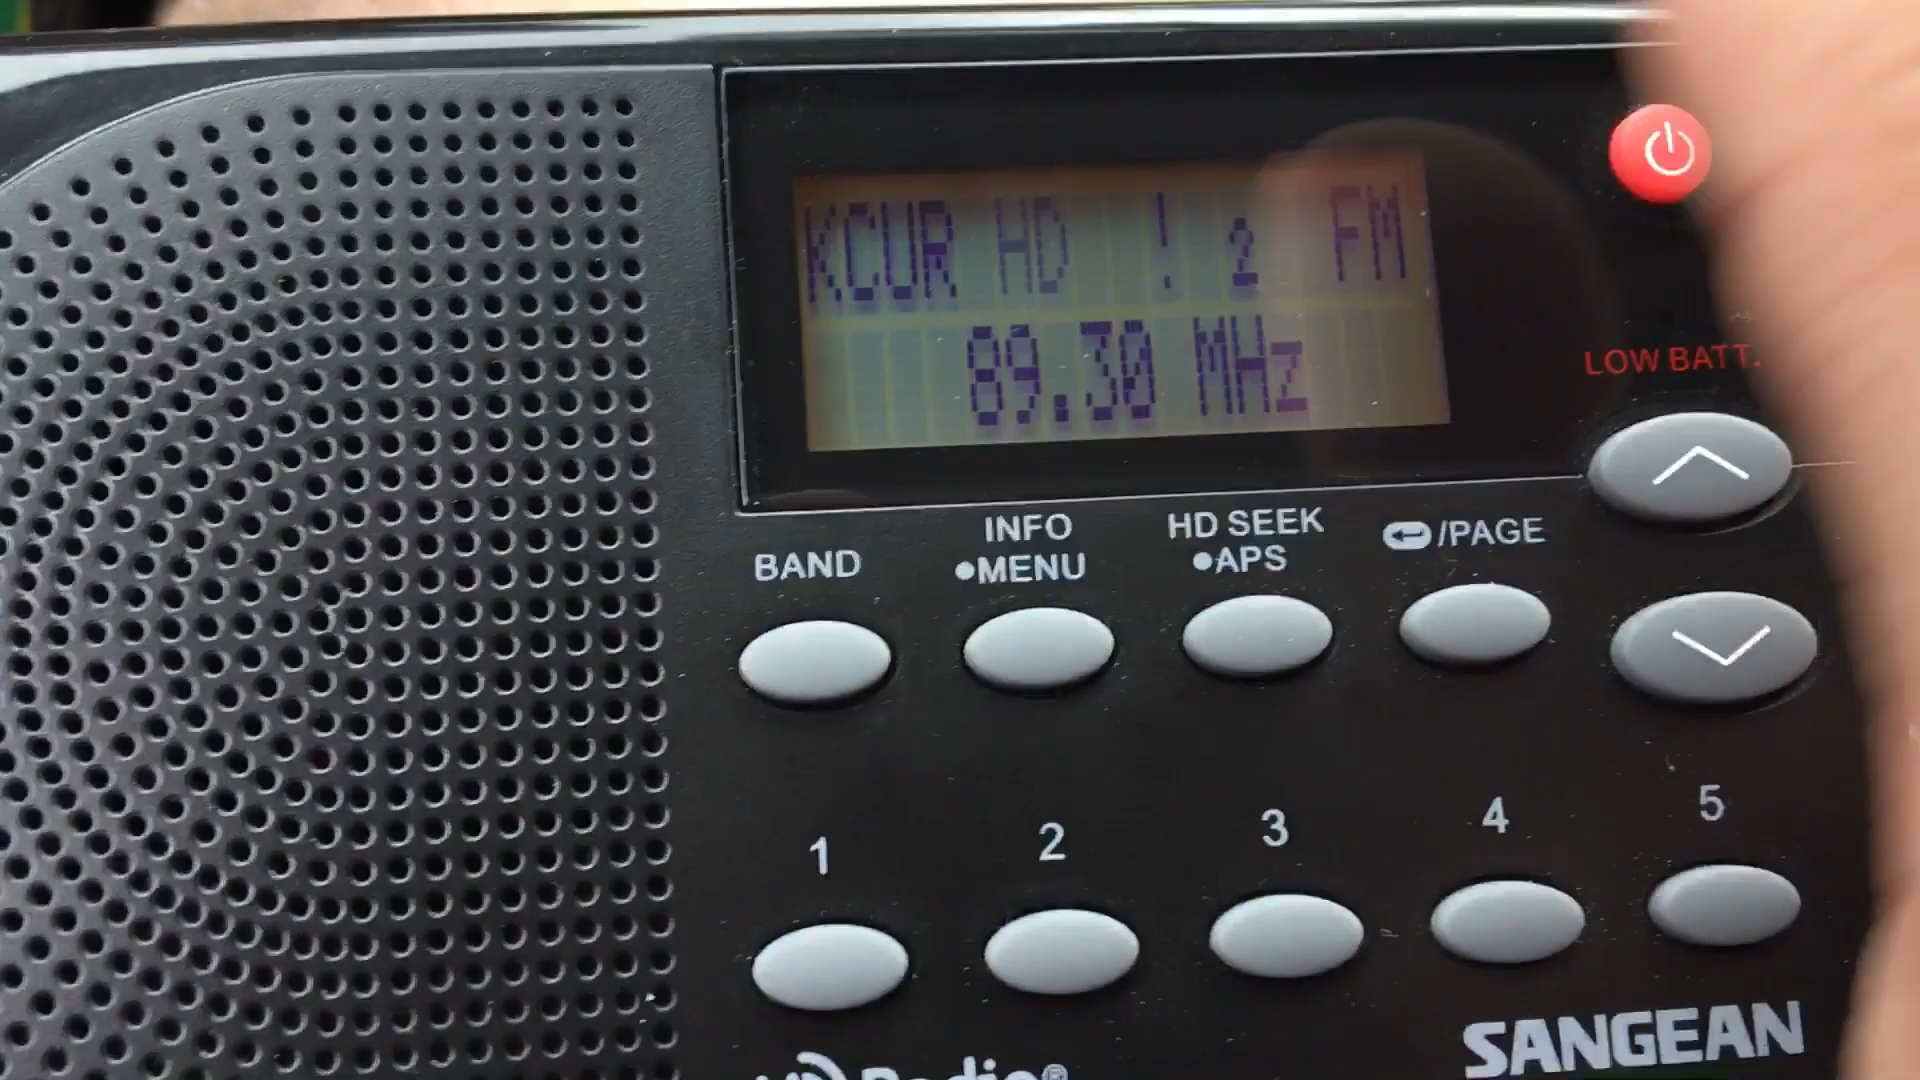 KCUR HD ! 2 FM
89.30 MHz
LOW BATT.
BAND
INFO
•MENU
HD SEEK
•APS
/PAGE
1 2 3 4 5
SANGEAN
Radio®